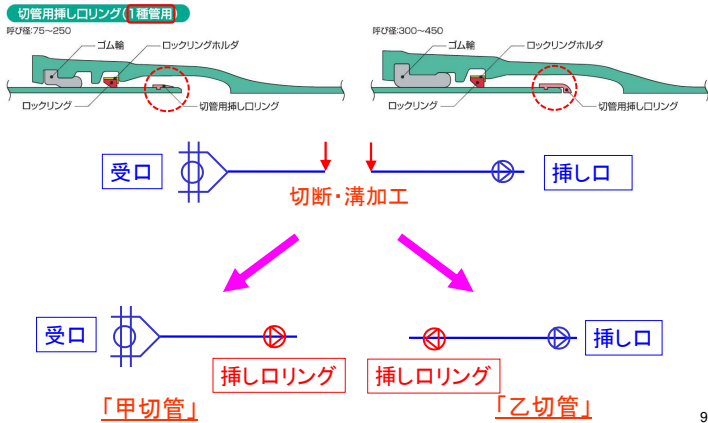 切管用挿し口リング(1種管用)
呼び径:75～250
ゴム輪
ロックリングホルダ
ロックリング
切管用挿し口リング
呼び径:300～450
ゴム輪
ロックリングホルダ
ロックリング
切管用挿し口リング
受口
挿し口
切断・溝加工
受口
挿し口リング
挿し口リング
挿し口
「甲切管」
「乙切管」
9